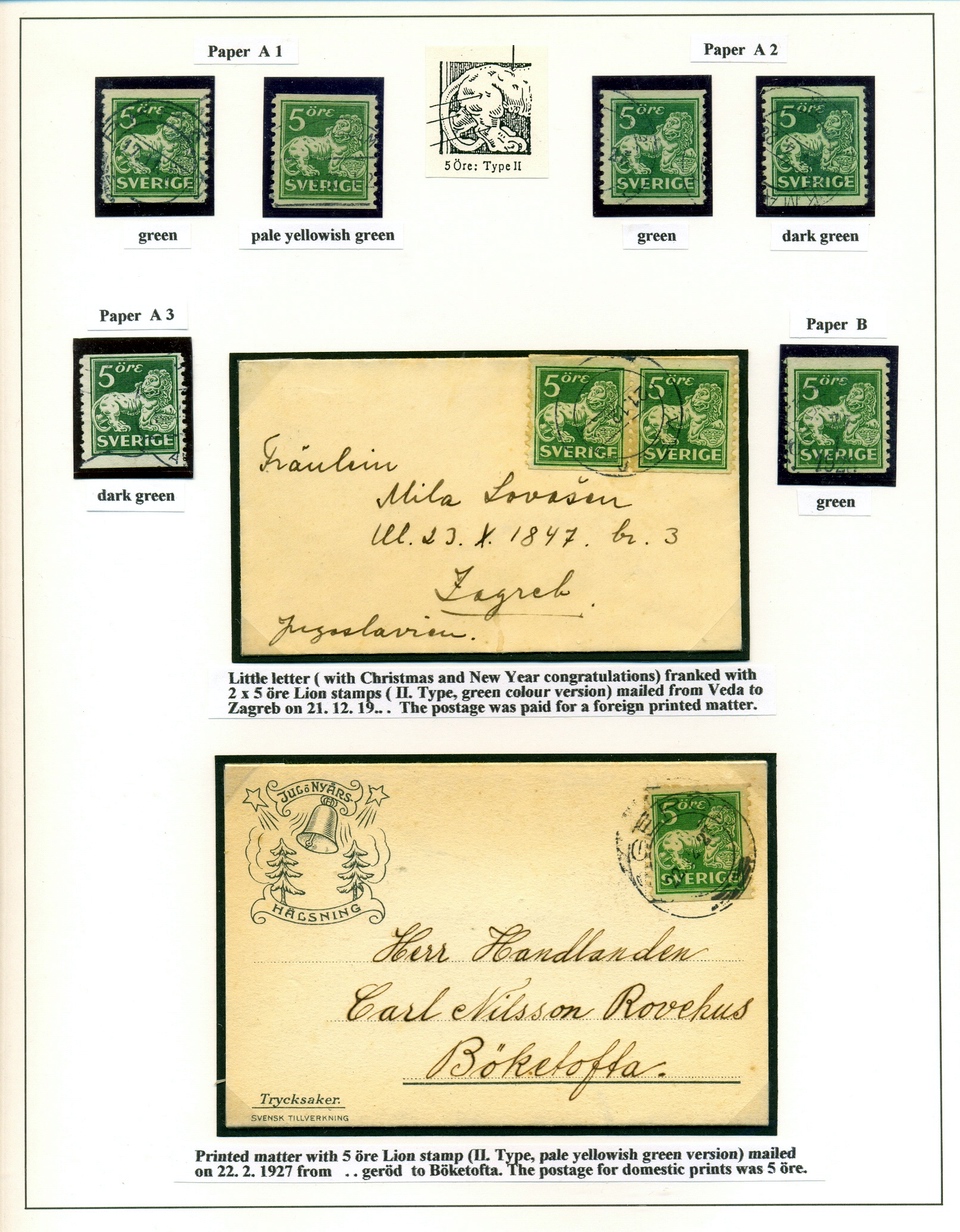 Paper A 1
Paper A 2
5 öre
SVERIGE
5 öre
SVERIGE
5 Öre: Type II
5 öre
SVERIGE
5 öre
SVERIGE
green
pale yellowish green
green
dark green
Paper A 3
Paper B
5 öre
SVERIGE
5 öre
SVERIGE
5 öre
SVERIGE
5 öre
SVERIGE
dark green
green
Fräulein
Mila Lovašen
Ul. 23. X. 1847. br. 3
Zagreb.
Jugoslavien.
Little letter ( with Christmas and New Year congratulations) franked with
2 x 5 öre Lion stamps ( II. Type, green colour version) mailed from Veda to
Zagreb on 21. 12. 19.. . The postage was paid for a foreign printed matter.
JUL o NYÅRS
HÄLSNING
5 öre
SVERIGE
Herr Handlanden
Carl Nilsson Rovehus
Böketofta.
Trycksaker.
SVENSK TILLVERKNING
Printed matter with 5 öre Lion stamp (II. Type, pale yellowish green version) mailed
on 22. 2. 1927 from . . geröd to Böketofta. The postage for domestic prints was 5 öre.